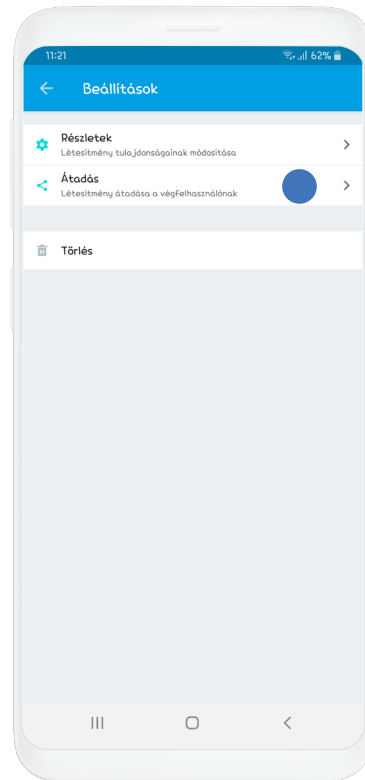 11:21 62%
Beállítások
Részletek
Létesítmény tulajdonságainak módosítása
Átadás
Létesítmény átadása a végfelhasználónak
Törlés